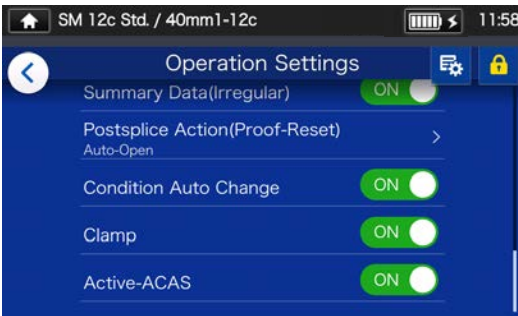 SM 12c Std. / 40mm1-12c
11:58
Operation Settings
Summary Data(Irregular)
ON
Postsplice Action(Proof-Reset)
Auto-Open
Condition Auto Change
ON
Clamp
ON
Active-ACAS
ON